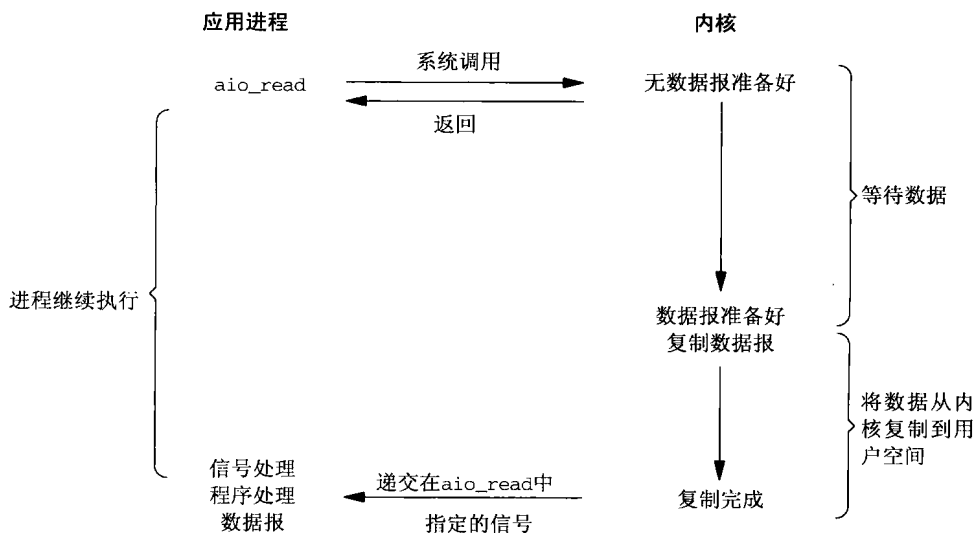 应用进程
内核
系统调用
aio_read
无数据报准备好
返回
等待数据
进程继续执行
数据报准备好
复制数据报
将数据从内
核复制到用
户空间
信号处理
程序处理
数据报
递交在aio_read中
指定的信号
复制完成